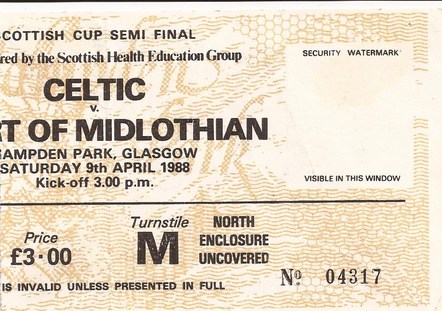 SCOTTISH CUP SEMI FINAL
red by the Scottish Health Education Group
CELTIC
v.
RT OF MIDLOTHIAN
HAMPDEN PARK, GLASGOW
SATURDAY 9th APRIL 1988
Kick-off 3.00 p.m.
SECURITY WATERMARK
VISIBLE IN THIS WINDOW
Price
£3·00
Turnstile
M
NORTH
ENCLOSURE
UNCOVERED
IS INVALID UNLESS PRESENTED IN FULL
No 04317